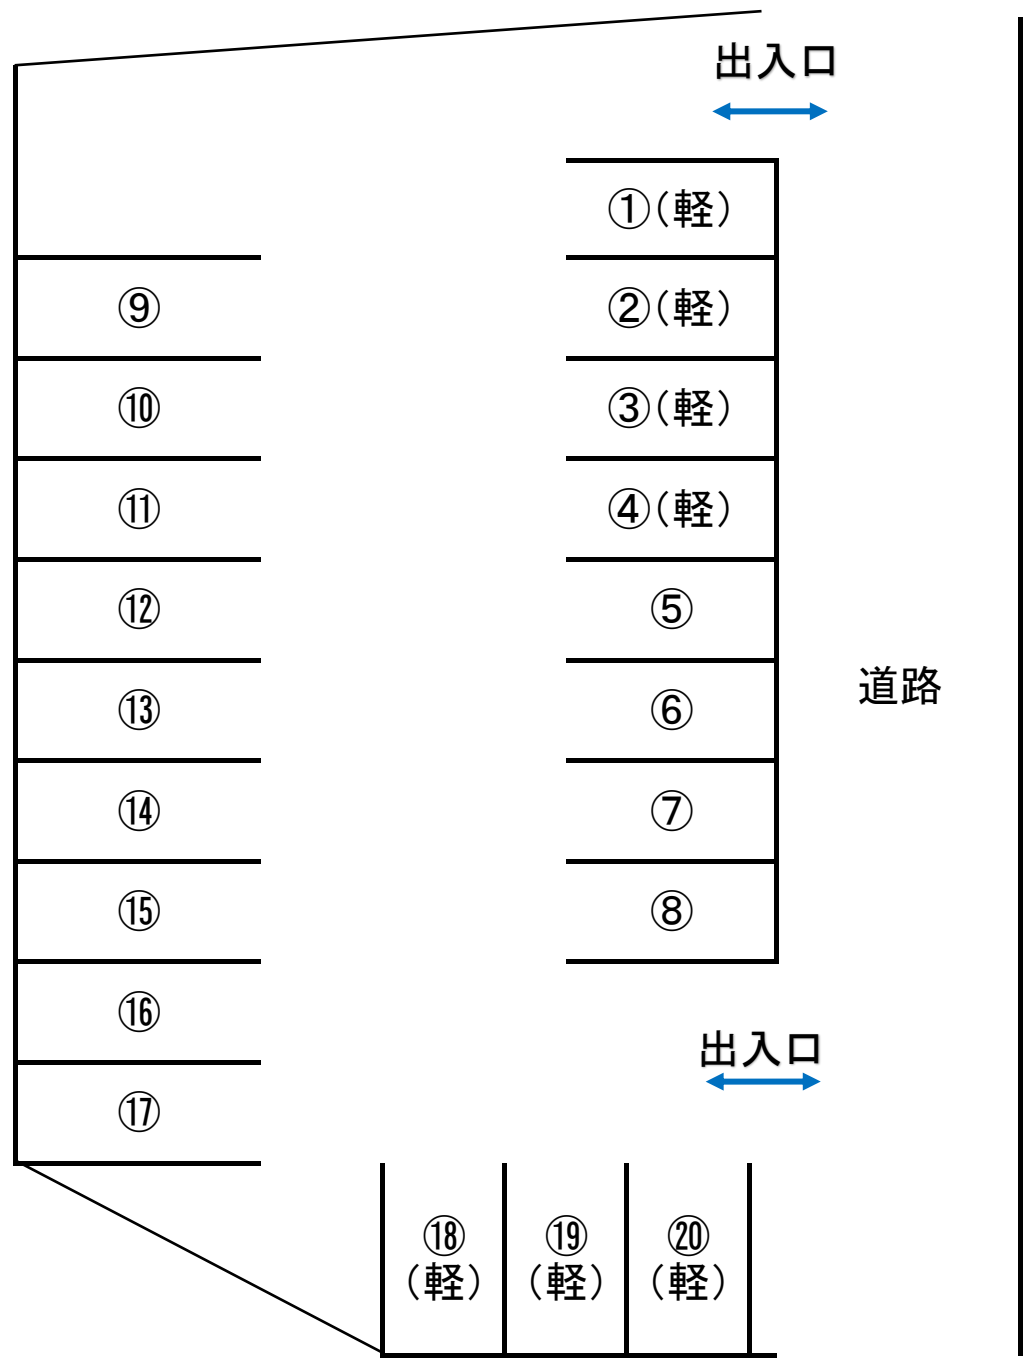 出入口
①(軽)
⑨
②(軽)
⑩
③(軽)
⑪
④(軽)
⑫
⑤
道路
⑬
⑥
⑭
⑦
⑮
⑧
⑯
出入口
⑰
⑱
(軽)
⑲
(軽)
⑳
(軽)